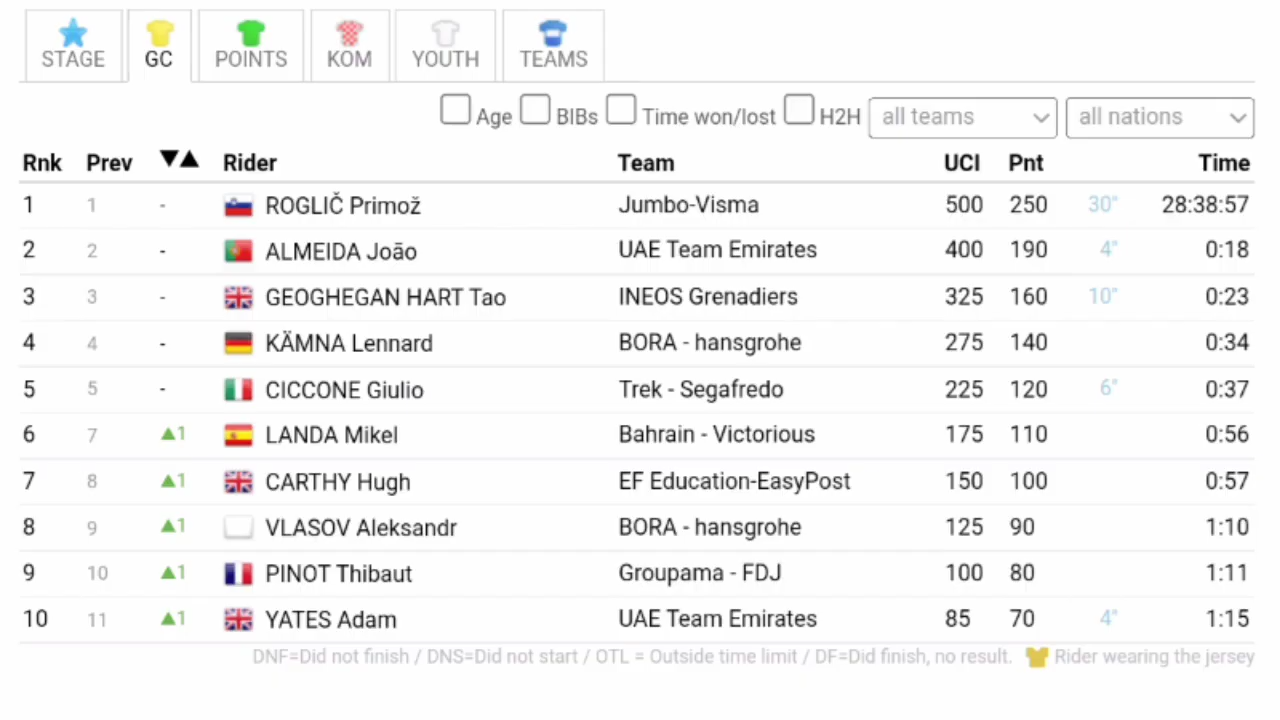 STAGE GC POINTS KOM YOUTH TEAMS
Age BIBs Time won/lost H2H all teams all nations
Rnk Prev ▼▲ Rider Team UCI Pnt Time
1 1 - ROGLIČ Primož Jumbo-Visma 500 250 30" 28:38:57
2 2 - ALMEIDA João UAE Team Emirates 400 190 4" 0:18
3 3 - GEOGHEGAN HART Tao INEOS Grenadiers 325 160 10" 0:23
4 4 - KÄMNA Lennard BORA - hansgrohe 275 140 0:34
5 5 - CICCONE Giulio Trek - Segafredo 225 120 6" 0:37
6 7 ▲1 LANDA Mikel Bahrain - Victorious 175 110 0:56
7 8 ▲1 CARTHY Hugh EF Education-EasyPost 150 100 0:57
8 9 ▲1 VLASOV Aleksandr BORA - hansgrohe 125 90 1:10
9 10 ▲1 PINOT Thibaut Groupama - FDJ 100 80 1:11
10 11 ▲1 YATES Adam UAE Team Emirates 85 70 4" 1:15
DNF=Did not finish / DNS=Did not start / OTL = Outside time limit / DF=Did finish, no result. Rider wearing the jersey